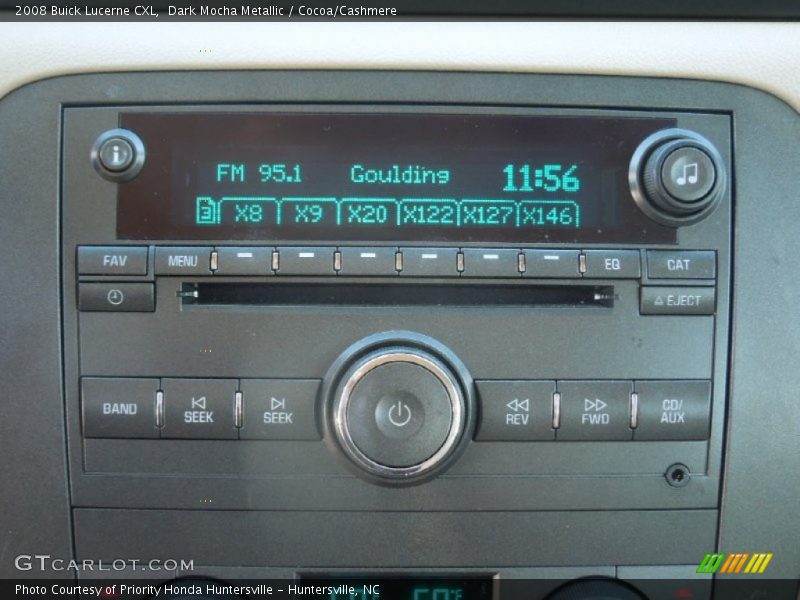 2008 Buick Lucerne CXL,  Dark Mocha Metallic / Cocoa/Cashmere
i
FM 95.1 Goulding 11:56
3 X8 X9 X20 X122 X127 X146
FAV MENU EQ CAT
EJECT
BAND SEEK SEEK REV FWD CD/
AUX
GTCARLOT.COM
Photo Courtesy of Priority Honda Huntersville – Huntersville, NC